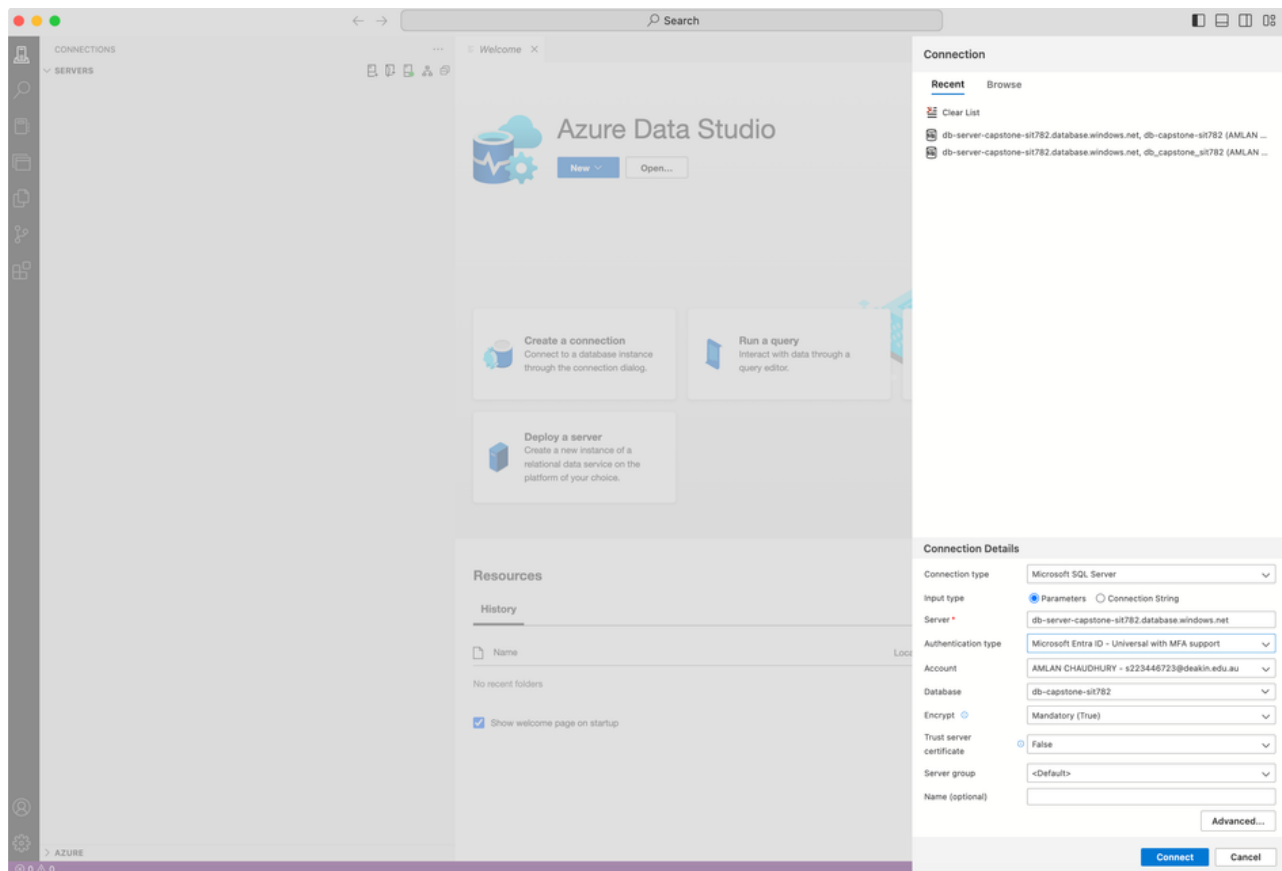 Search
CONNECTIONS
SERVERS
Welcome
Azure Data Studio
New
Open...
Create a connection
Connect to a database instance
through the connection dialog.
Run a query
Interact with data through a
query editor.
Deploy a server
Create a new instance of a
relational data service on the
platform of your choice.
Resources
History
Name
Loca
No recent folders
Show welcome page on startup
AZURE
0 0
Connection
Recent Browse
Clear List
db-server-capstone-sit782.database.windows.net, db-capstone-sit782 (AMLAN ...
db-server-capstone-sit782.database.windows.net, db_capstone_sit782 (AMLAN ...
Connection Details
Connection type Microsoft SQL Server
Input type Parameters Connection String
Server * db-server-capstone-sit782.database.windows.net
Authentication type Microsoft Entra ID - Universal with MFA support
Account AMLAN CHAUDHURY - s223446723@deakin.edu.au
Database db-capstone-sit782
Encrypt Mandatory (True)
Trust server
certificate False
Server group <Default>
Name (optional)
Advanced...
Connect Cancel